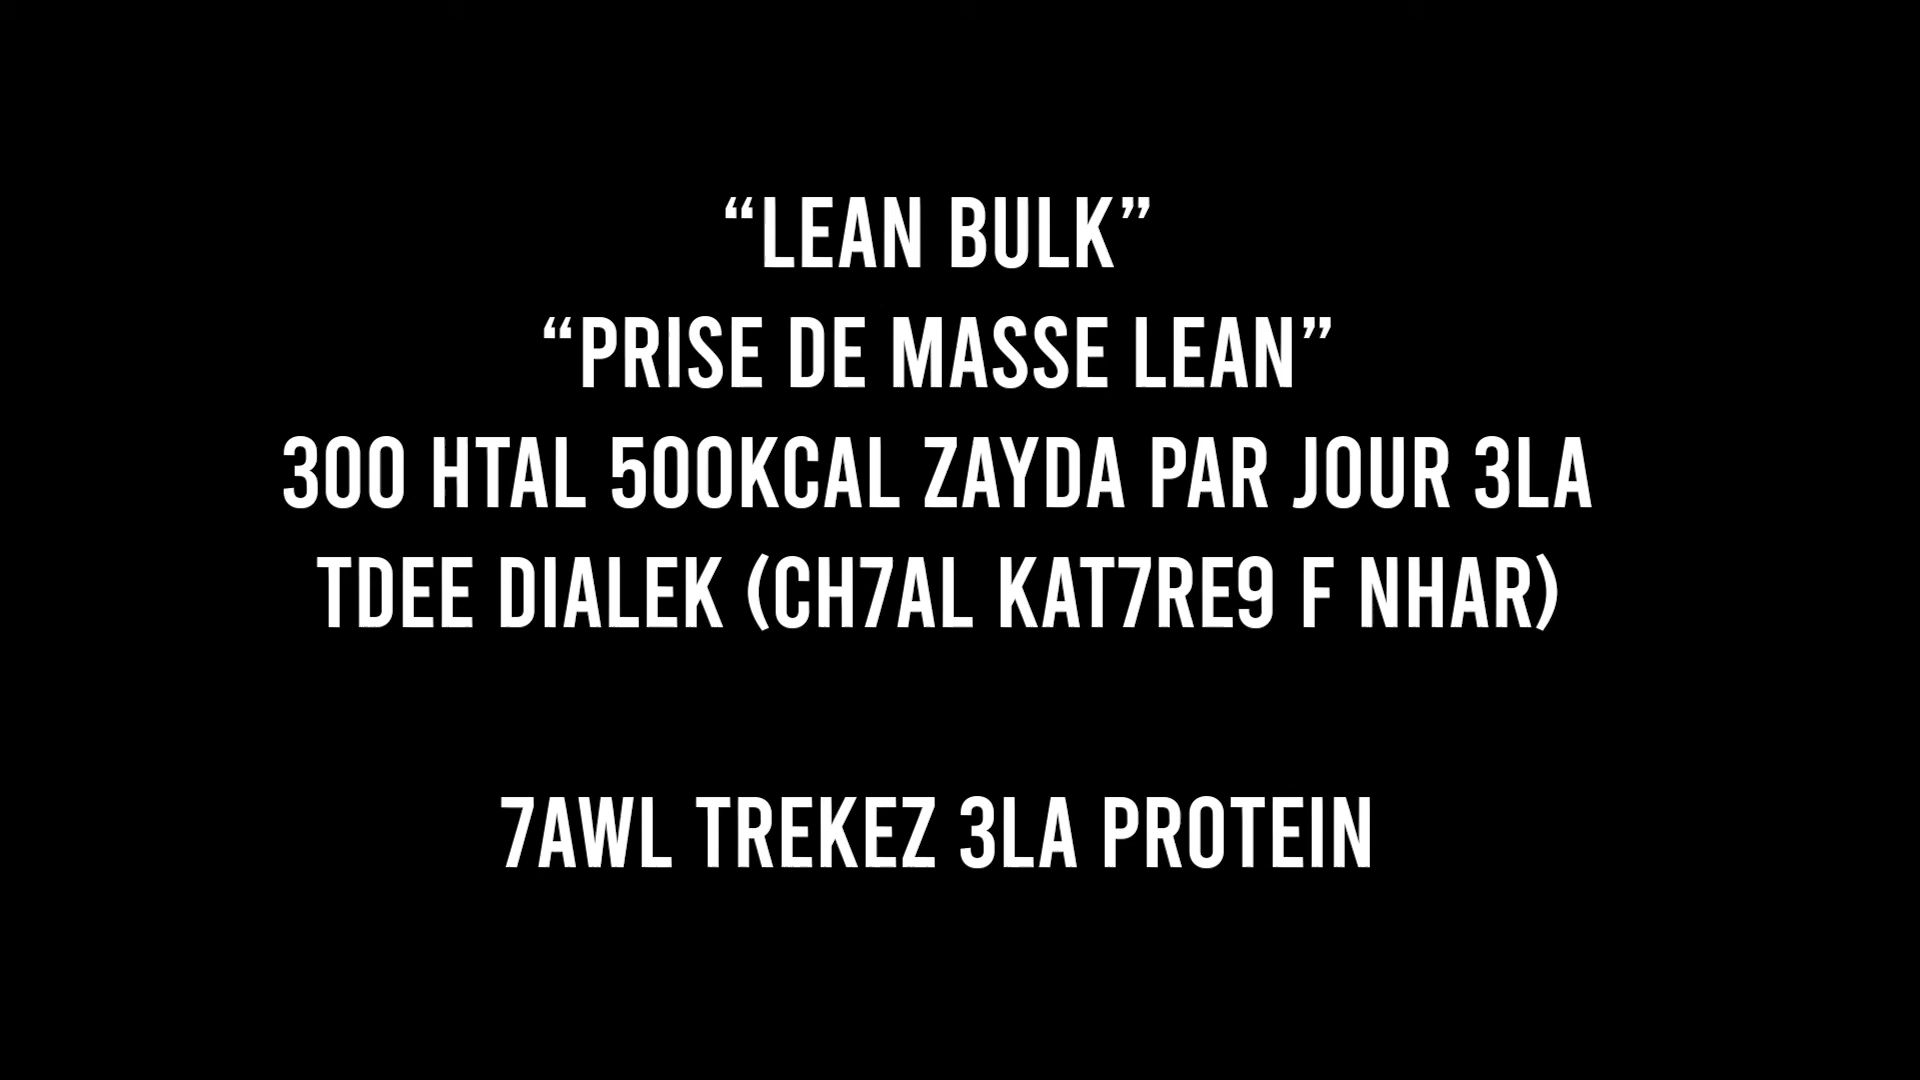 “LEAN BULK”
“PRISE DE MASSE LEAN”
300 HTAL 500KCAL ZAYDA PAR JOUR 3LA
TDEE DIALEK (CH7AL KAT7RE9 F NHAR)
7AWL TREKEZ 3LA PROTEIN